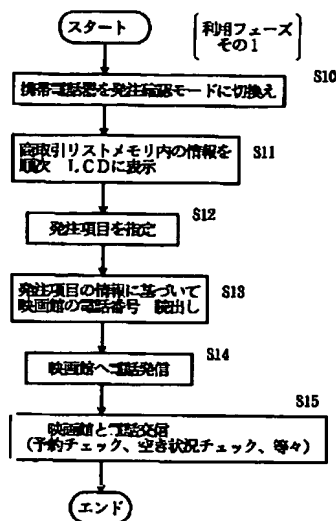 スタート
利用フェーズ
その1
S10
携帯電話器を発注確認モードに切換え
S11
商取引リストメモリ内の情報を
順次 LCDに表示
S12
発注項目を指定
S13
発注項目の情報に基づいて
映画館の電話番号 読出し
S14
映画館へ電話発信
S15
映画館と電話交信
(予約チェック、空き状況チェック、等々)
エンド